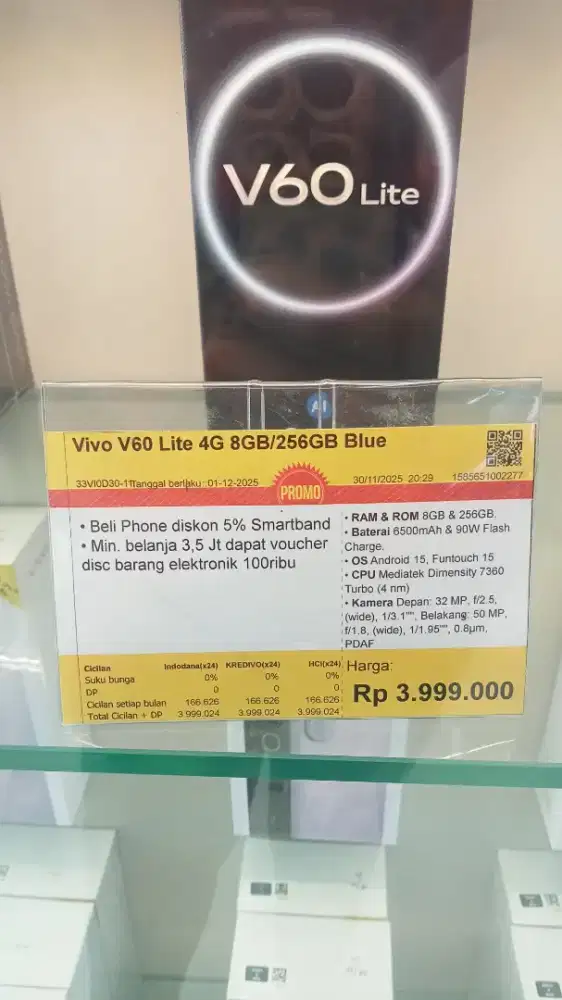 V60 Lite
AI
Vivo V60 Lite 4G 8GB/256GB Blue
33VI0D30-11Tanggal berlaku : 01-12-2025
30/11/2025 20:29
1585651002277
PROMO
• Beli Phone diskon 5% Smartband
• Min. belanja 3,5 Jt dapat voucher
disc barang elektronik 100ribu
• RAM & ROM 8GB & 256GB.
• Baterai 6500mAh & 90W Flash
Charge.
• OS Android 15, Funtouch 15
• CPU Mediatek Dimensity 7360
Turbo (4 nm)
• Kamera Depan: 32 MP, f/2.5,
(wide), 1/3.1"", Belakang: 50 MP,
f/1.8, (wide), 1/1.95"", 0.8µm,
PDAF
Cicilan Indodana(x24) KREDIVO(x24) HCI(x24)
Suku bunga 0% 0% 0%
DP 0 0 0
Cicilan setiap bulan 166.626 166.626 166.626
Total Cicilan + DP 3.999.024 3.999.024 3.999.024
Harga:
Rp 3.999.000